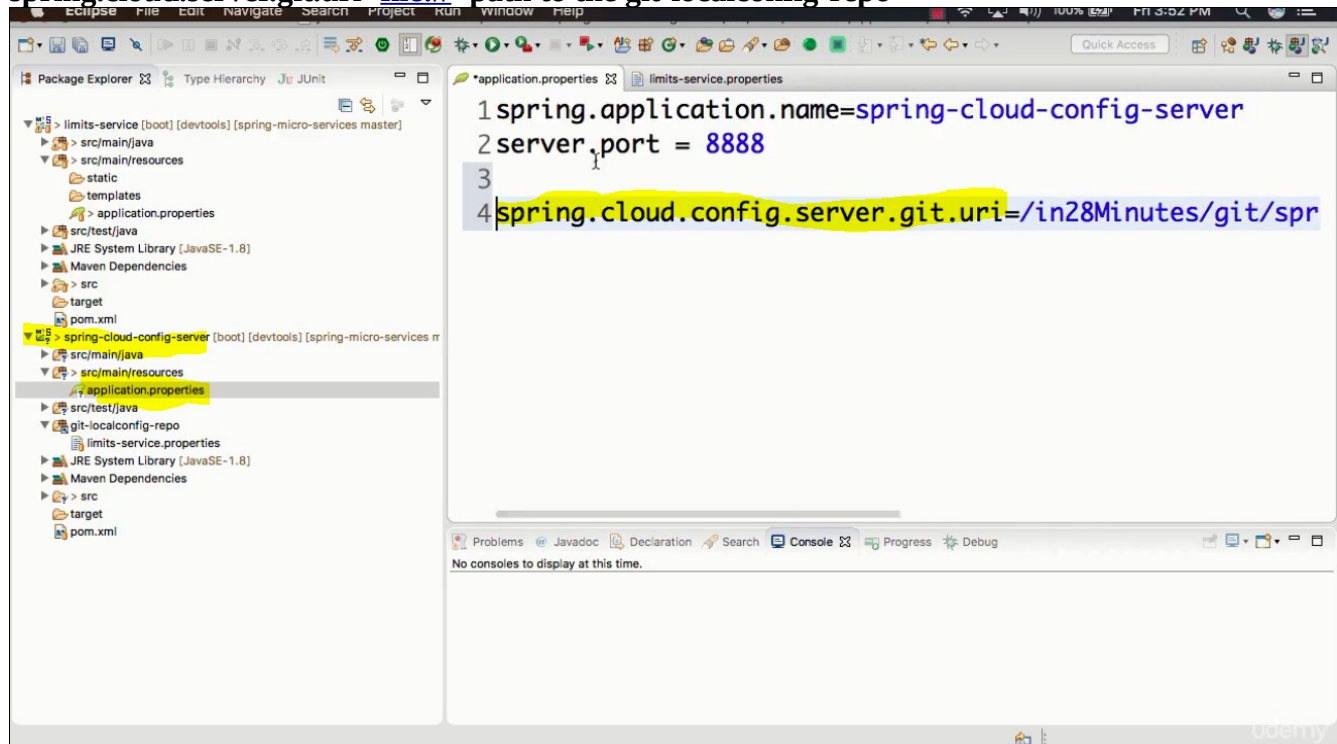 Eclipse File Edit Navigate Search Project Run Window Help 100% Fri 3:52 PM
Quick Access
Package Explorer Type Hierarchy JUnit
> limits-service [boot] [devtools] [spring-micro-services master]
> src/main/java
> src/main/resources
static
templates
> application.properties
src/test/java
JRE System Library [JavaSE-1.8]
Maven Dependencies
> src
target
pom.xml
> spring-cloud-config-server [boot] [devtools] [spring-micro-services m
src/main/java
> src/main/resources
application.properties
src/test/java
git-localconfig-repo
limits-service.properties
JRE System Library [JavaSE-1.8]
Maven Dependencies
> src
target
pom.xml
*application.properties limits-service.properties
1 spring.application.name=spring-cloud-config-server
2 server.port = 8888
3
4 spring.cloud.config.server.git.uri=/in28Minutes/git/spr
Problems @ Javadoc Declaration Search Console Progress Debug
No consoles to display at this time.
udemy